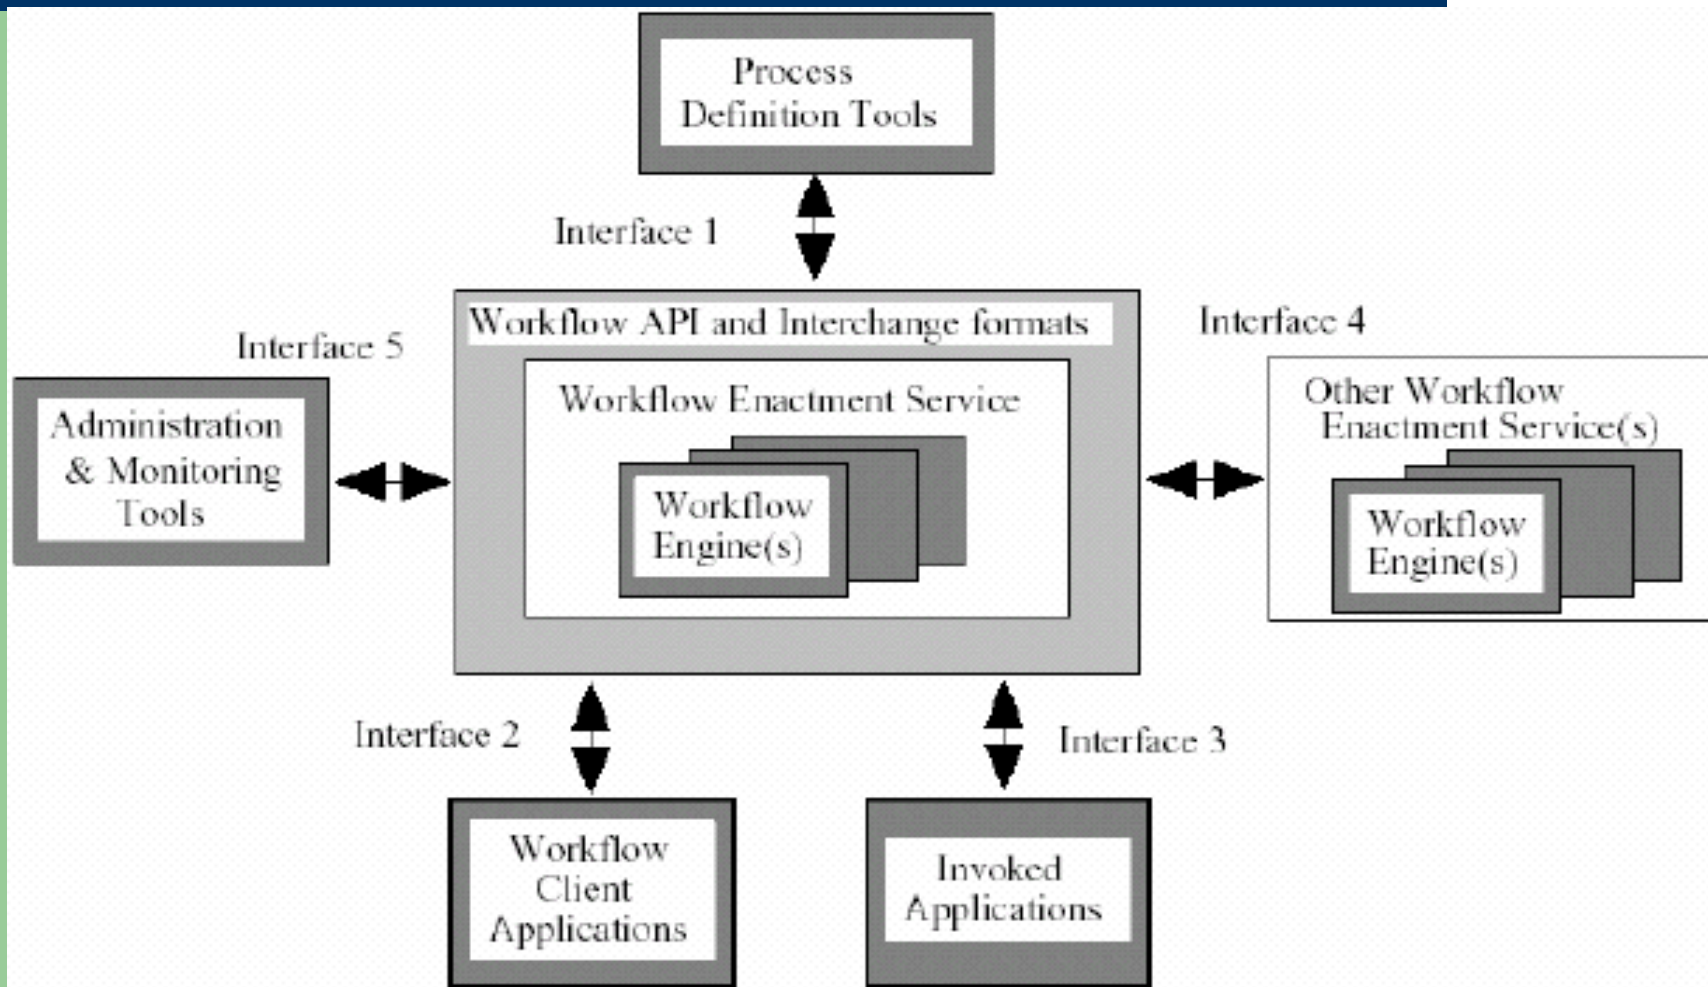 Process
Definition Tools
Interface 1
Workflow API and Interchange formats
Interface 4
Interface 5
Workflow Enactment Service
Other Workflow
Enactment Service(s)
Administration
& Monitoring
Tools
Workflow
Engine(s)
Workflow
Engine(s)
Interface 2
Interface 3
Workflow
Client
Applications
Invoked
Applications